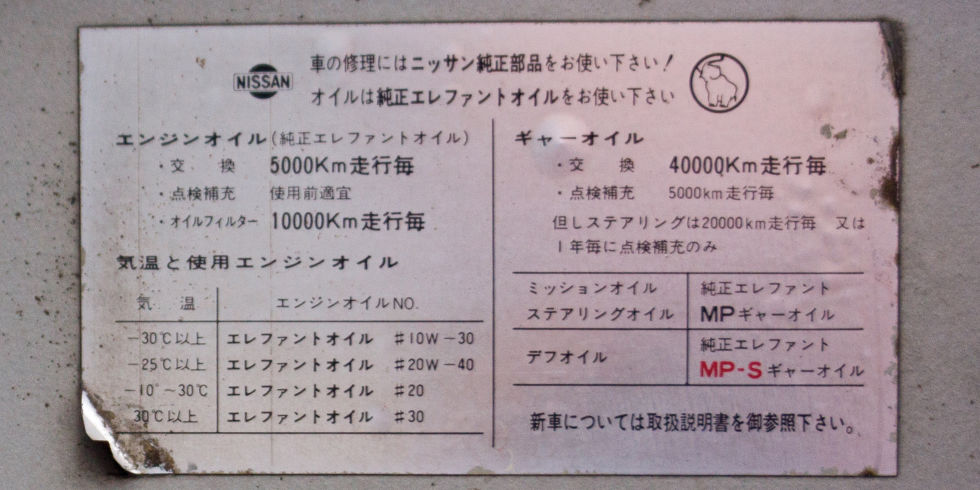 NISSAN
車の修理にはニッサン純正部品をお使い下さい!
オイルは純正エレファントオイルをお使い下さい
エンジンオイル(純正エレファントオイル)
・交 換 5000Km走行毎
・点検補充 使用前適宜
・オイルフィルター 10000Km走行毎
気温と使用エンジンオイル
気 温 エンジンオイルNO.
-30℃以上 エレファントオイル #10W-30
-25℃以上 エレファントオイル #20W-40
-10°~30℃ エレファントオイル #20
30℃以上 エレファントオイル #30
ギャーオイル
・交 換 40000Km走行毎
・点検補充 5000km走行毎
但しステアリングは20000km走行毎 又は
1年毎に点検補充のみ
ミッションオイル 純正エレファント
ステアリングオイル MPギャーオイル
デフオイル 純正エレファント
MP-Sギャーオイル
新車については取扱説明書を御参照下さい。